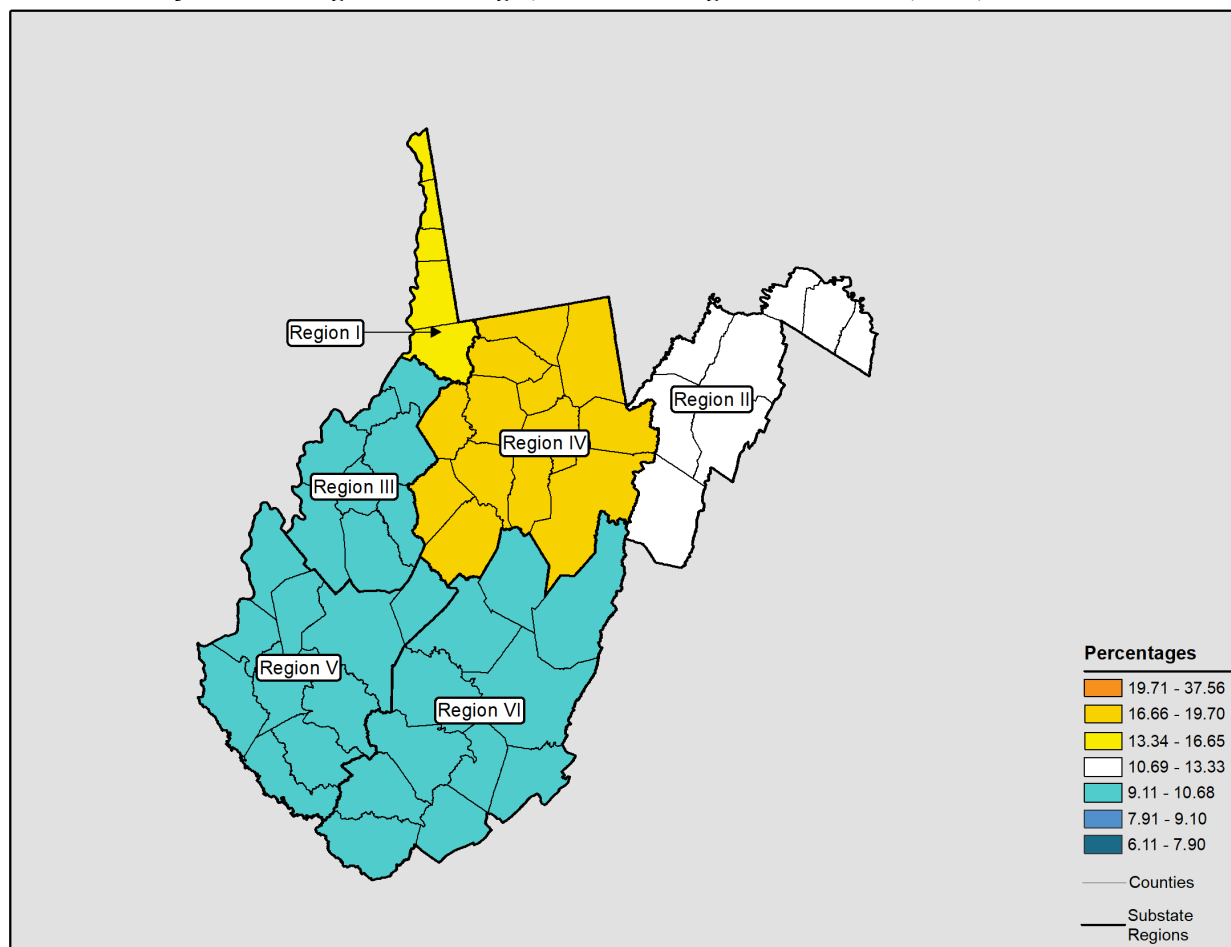 Region I
Region II
Region IV
Region III
Region V
Region VI
Percentages
19.71 - 37.56
16.66 - 19.70
13.34 - 16.65
10.69 - 13.33
9.11 - 10.68
7.91 - 9.10
6.11 - 7.90
Counties
Substate
Regions